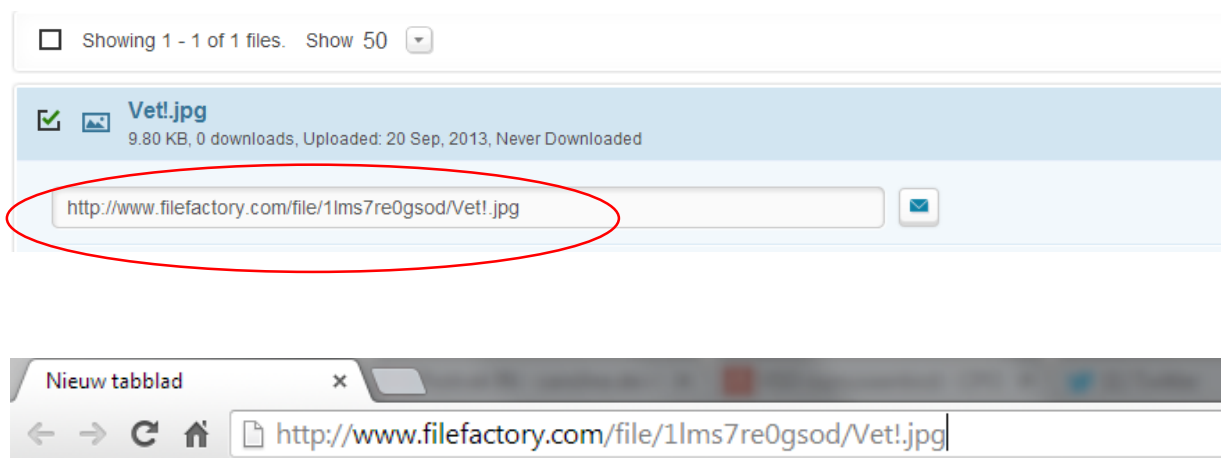 Showing 1 - 1 of 1 files. Show 50
Vet!.jpg
9.80 KB, 0 downloads, Uploaded: 20 Sep, 2013, Never Downloaded
http://www.filefactory.com/file/1lms7re0gsod/Vet!.jpg
Nieuw tabblad
http://www.filefactory.com/file/1lms7re0gsod/Vet!.jpg